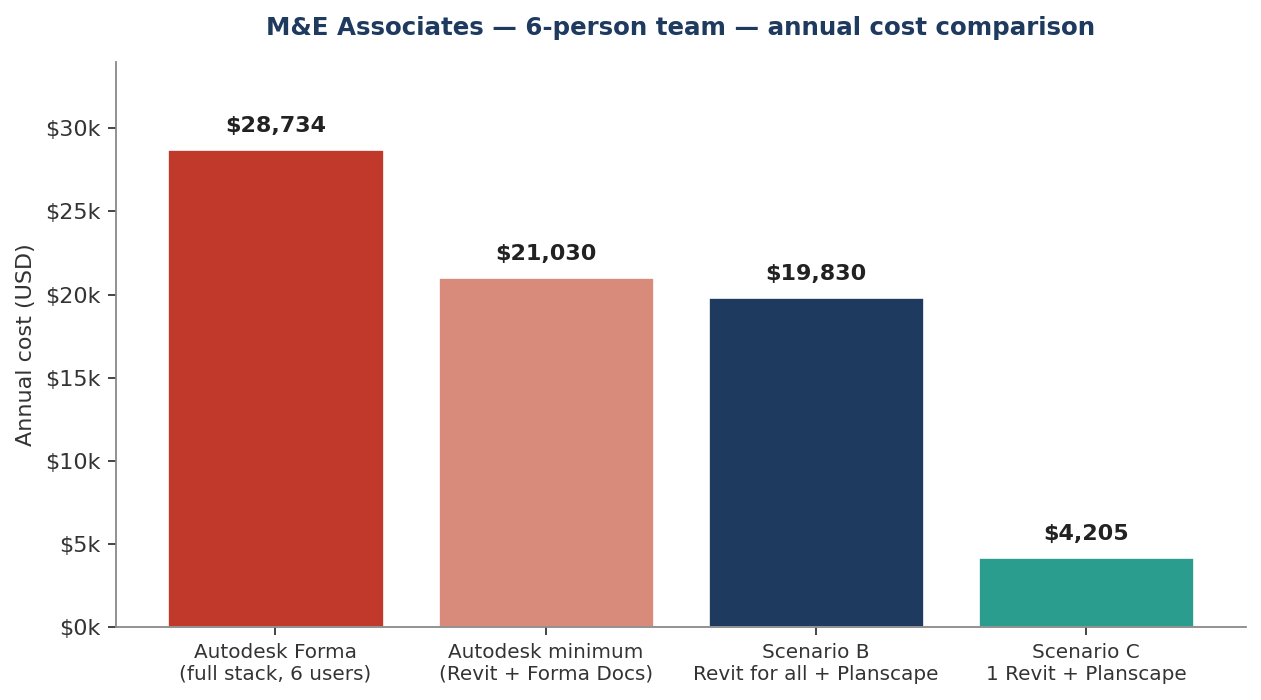 M&E Associates — 6-person team — annual cost comparison
Annual cost (USD)
$30k
$25k
$20k
$15k
$10k
$5k
$0k
$28,734
$21,030
$19,830
$4,205
Autodesk Forma
(full stack, 6 users)
Autodesk minimum
(Revit + Forma Docs)
Scenario B
Revit for all + Planscape
Scenario C
1 Revit + Planscape